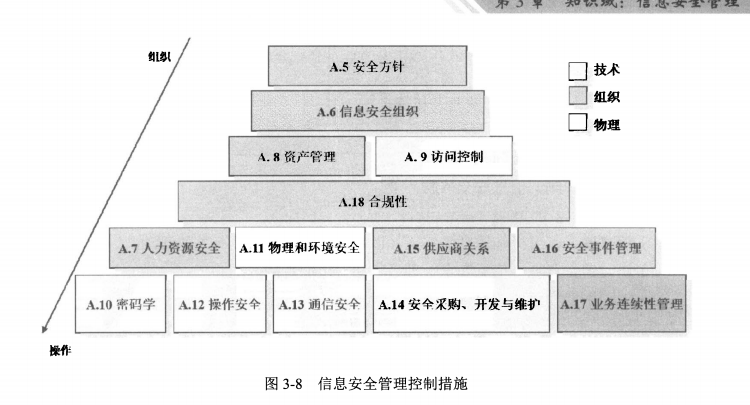 第 3 章 知识域：信息安全管理
组织
A.5 安全方针
技术
A.6 信息安全组织
组织
物理
A. 8 资产管理
A. 9 访问控制
A.18 合规性
A.7 人力资源安全
A.11 物理和环境安全
A.15 供应商关系
A.16 安全事件管理
A.10 密码学
A.12 操作安全
A.13 通信安全
A.14 安全采购、开发与维护
A.17 业务连续性管理
操作
图 3-8 信息安全管理控制措施